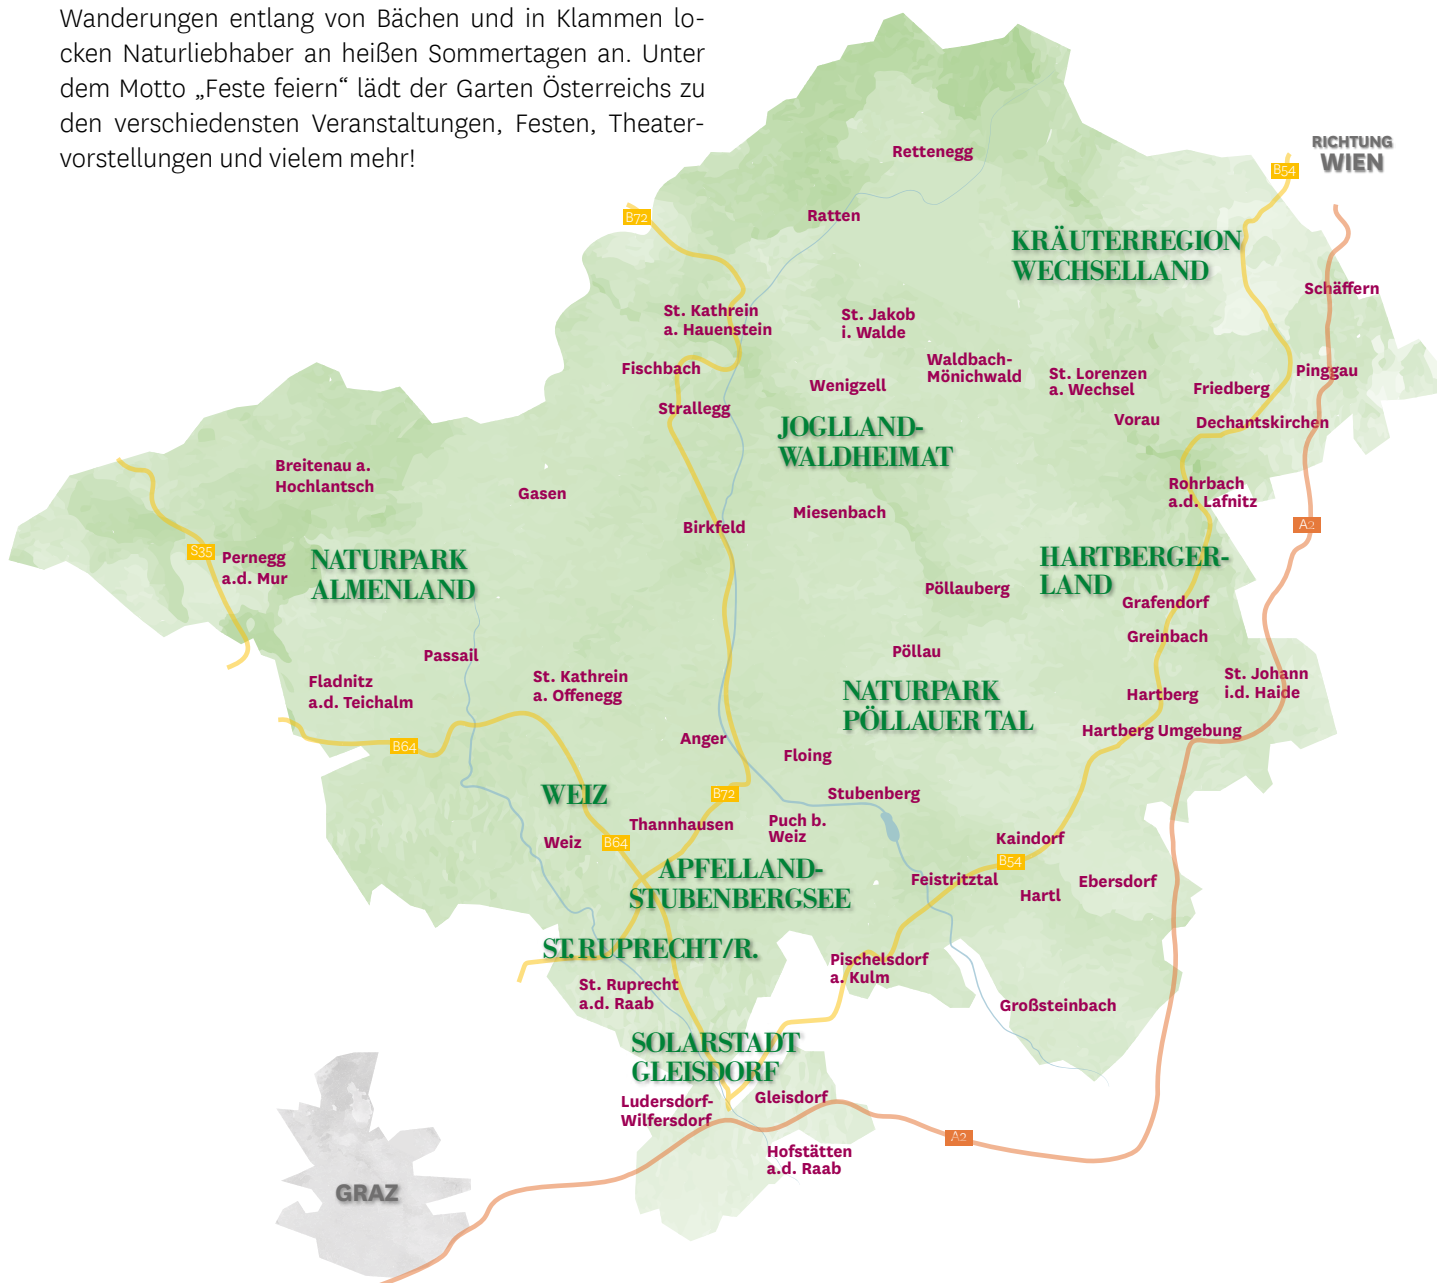 Wanderungen entlang von Bächen und in Klammen lo-
cken Naturliebhaber an heißen Sommertagen an. Unter
dem Motto „Feste feiern“ lädt der Garten Österreichs zu
den verschiedensten Veranstaltungen, Festen, Theater-
vorstellungen und vielem mehr!
RICHTUNG
WIEN
Rettenegg
B54
B72
Ratten
KRÄUTERREGION
WECHSELLAND
Schäffern
St. Kathrein
a. Hauenstein
St. Jakob
i. Walde
Fischbach
Waldbach-
Mönichwald
Wenigzell
St. Lorenzen
a. Wechsel
Friedberg
Pinggau
Strallegg
Vorau
Dechantskirchen
JOGLLAND-
WALDHEIMAT
Breitenau a.
Hochlantsch
Gasen
Rohrbach
a.d. Lafnitz
Miesenbach
Birkfeld
A2
S35
Pernegg
a.d. Mur
NATURPARK
ALMENLAND
HARTBERGER-
LAND
Pöllauberg
Grafendorf
Greinbach
Passail
Pöllau
Fladnitz
a.d. Teichalm
St. Kathrein
a. Offenegg
NATURPARK
PÖLLAUER TAL
Hartberg
St. Johann
i.d. Haide
Hartberg Umgebung
B64
Anger
Floing
WEIZ
B72
Stubenberg
Weiz
B64
Thannhausen
Puch b.
Weiz
Kaindorf
B54
APFELLAND-
STUBENBERGSEE
Feistritztal
Hartl
Ebersdorf
ST. RUPRECHT/R.
Pischelsdorf
a. Kulm
St. Ruprecht
a.d. Raab
Großsteinbach
SOLARSTADT
GLEISDORF
Ludersdorf-
Wilfersdorf
Gleisdorf
A2
Hofstätten
a.d. Raab
GRAZ